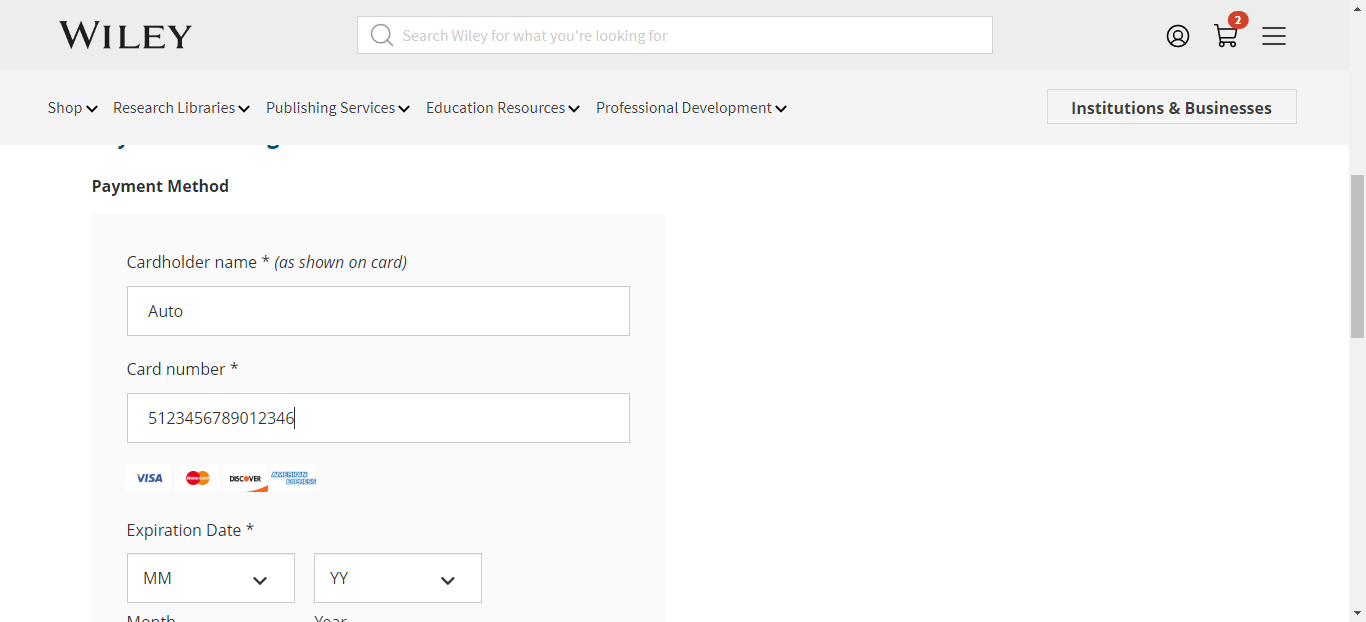 WILEY
Search Wiley for what you're looking for
2
Shop Research Libraries Publishing Services Education Resources Professional Development
Institutions & Businesses
Payment Method
Cardholder name * (as shown on card)
Auto
Card number *
5123456789012346
VISA MasterCard DISCOVER AMERICAN EXPRESS
Expiration Date *
MM YY
Month Year